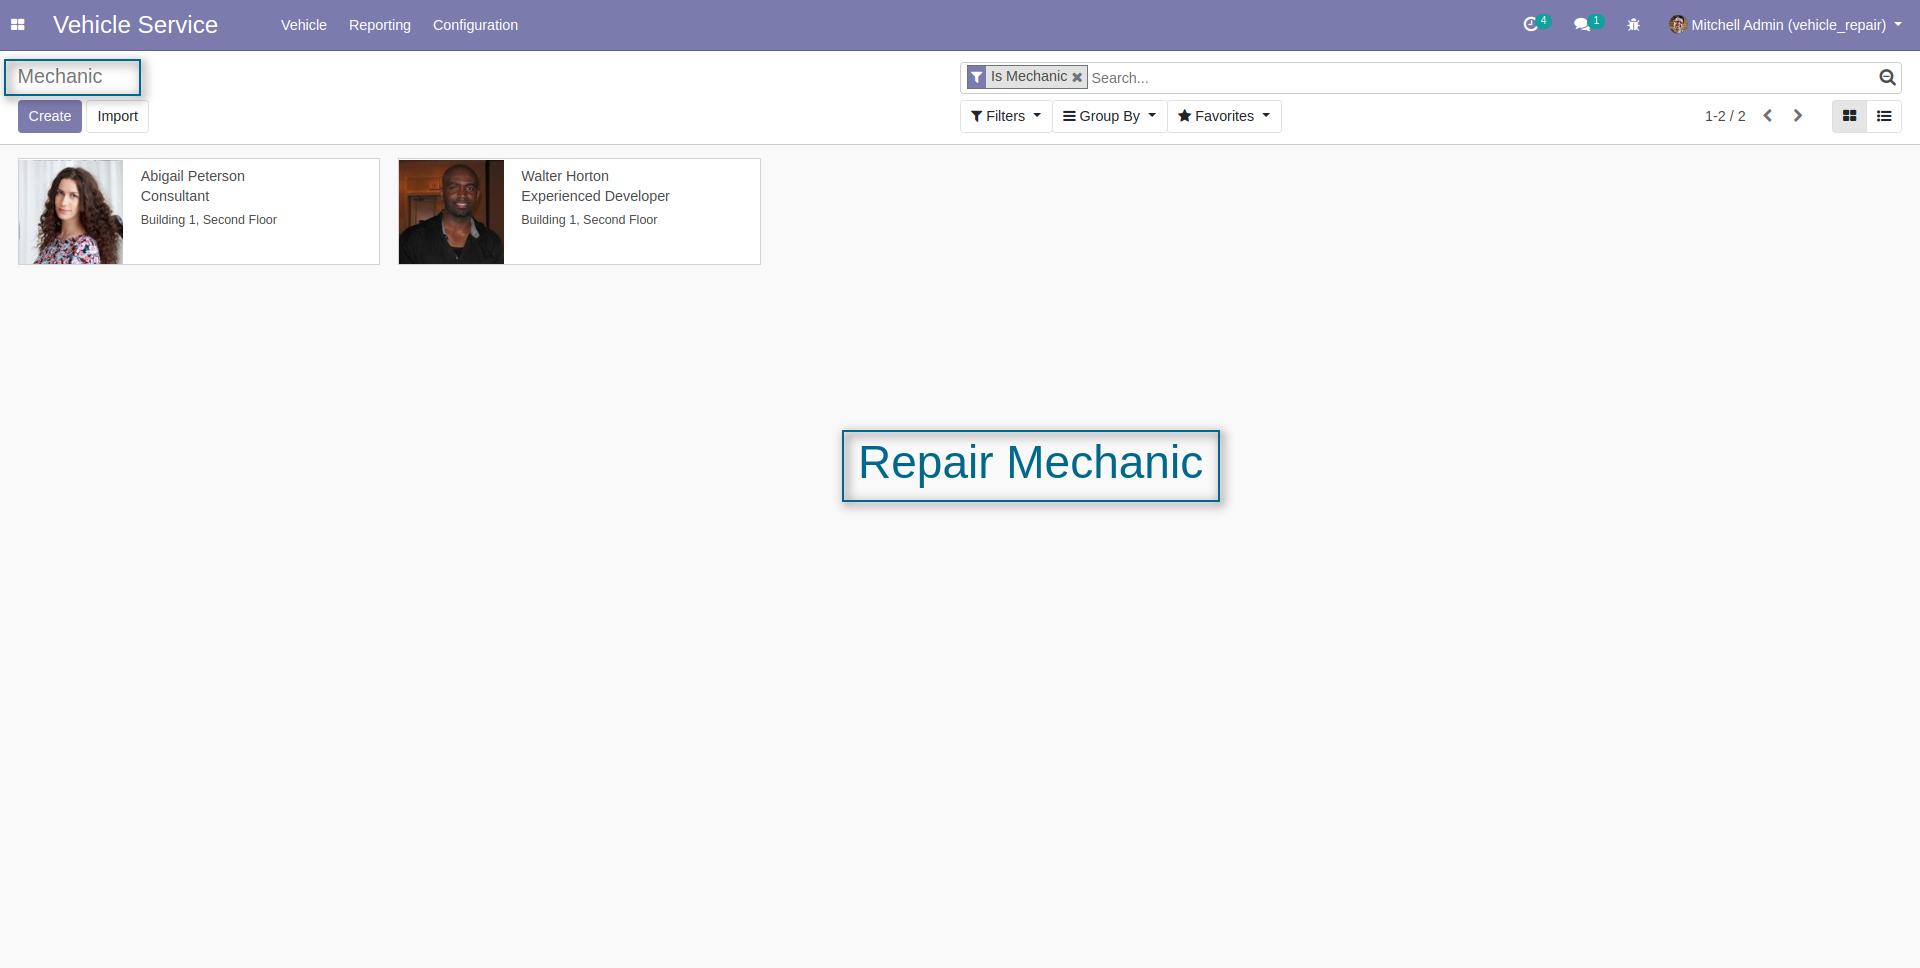 Vehicle Service
Vehicle Reporting Configuration
4 1 Mitchell Admin (vehicle_repair)
Mechanic
Is Mechanic Search...
Create Import
Filters Group By Favorites
1-2 / 2
Abigail Peterson
Consultant
Building 1, Second Floor
Walter Horton
Experienced Developer
Building 1, Second Floor
Repair Mechanic